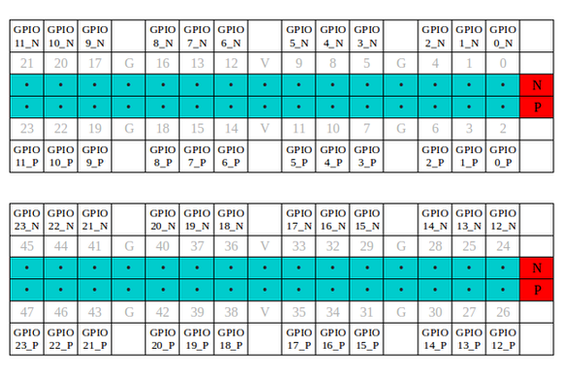 GPIO 11_N GPIO 10_N GPIO 9_N GPIO 8_N GPIO 7_N GPIO 6_N GPIO 5_N GPIO 4_N GPIO 3_N GPIO 2_N GPIO 1_N GPIO 0_N
21 20 17 G 16 13 12 V 9 8 5 G 4 1 0
N
P
23 22 19 G 18 15 14 V 11 10 7 G 6 3 2
GPIO 11_P GPIO 10_P GPIO 9_P GPIO 8_P GPIO 7_P GPIO 6_P GPIO 5_P GPIO 4_P GPIO 3_P GPIO 2_P GPIO 1_P GPIO 0_P
GPIO 23_N GPIO 22_N GPIO 21_N GPIO 20_N GPIO 19_N GPIO 18_N GPIO 17_N GPIO 16_N GPIO 15_N GPIO 14_N GPIO 13_N GPIO 12_N
45 44 41 G 40 37 36 V 33 32 29 G 28 25 24
N
P
47 46 43 G 42 39 38 V 35 34 31 G 30 27 26
GPIO 23_P GPIO 22_P GPIO 21_P GPIO 20_P GPIO 19_P GPIO 18_P GPIO 17_P GPIO 16_P GPIO 15_P GPIO 14_P GPIO 13_P GPIO 12_P